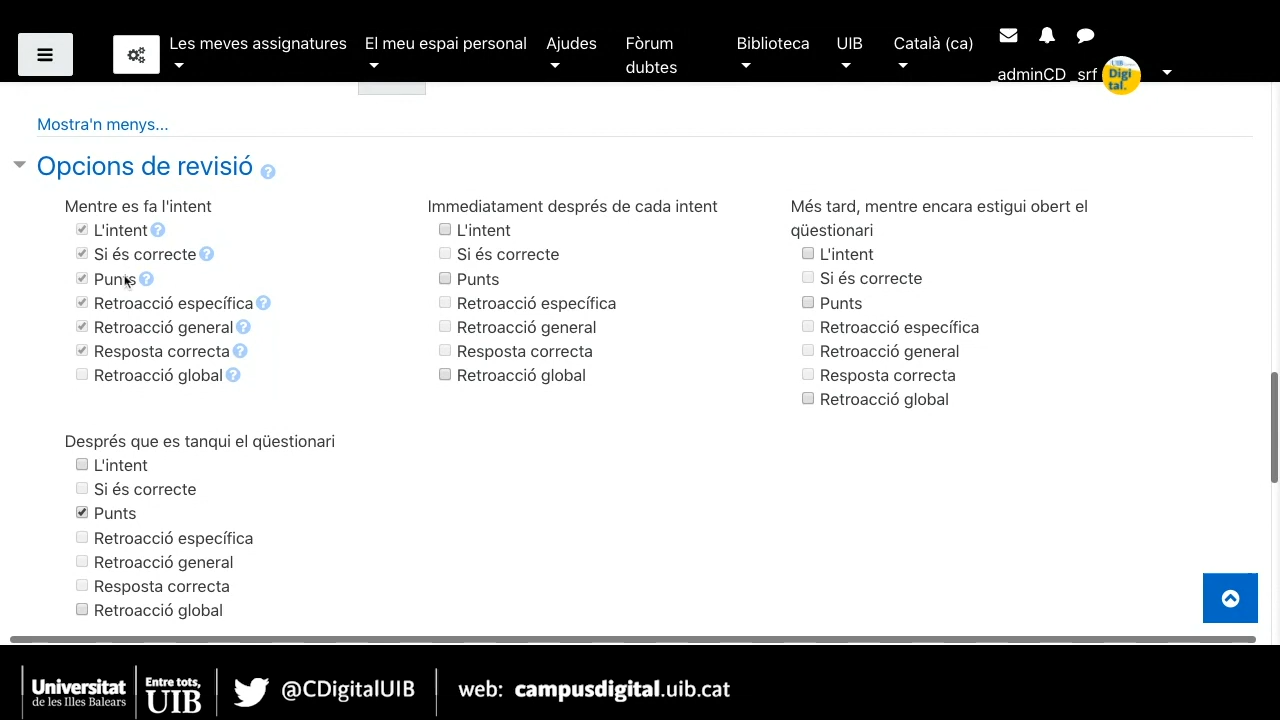 Les meves assignatures
El meu espai personal
Ajudes
Fòrum
dubtes
Biblioteca
UIB
Català (ca)
_adminCD _srf
UIB
Digi
tal.
Mostra'n menys...
Opcions de revisió
Mentre es fa l'intent
L'intent
Si és correcte
Punts
Retroacció específica
Retroacció general
Resposta correcta
Retroacció global
Immediatament després de cada intent
L'intent
Si és correcte
Punts
Retroacció específica
Retroacció general
Resposta correcta
Retroacció global
Més tard, mentre encara estigui obert el
qüestionari
L'intent
Si és correcte
Punts
Retroacció específica
Retroacció general
Resposta correcta
Retroacció global
Després que es tanqui el qüestionari
L'intent
Si és correcte
Punts
Retroacció específica
Retroacció general
Resposta correcta
Retroacció global
Universitat
de les Illes Balears
Entre tots,
UIB
@CDigitalUIB
web: campusdigital.uib.cat